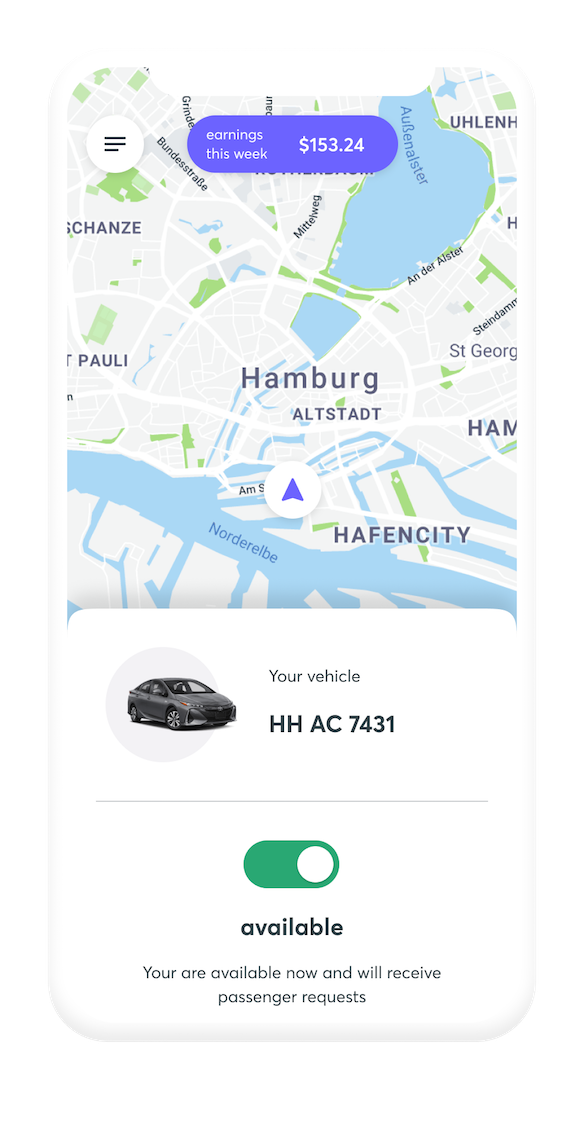 Außenalster
UHLENH
earnings
this week
$153.24
Bundesstraße
Mittelweg
SCHANZE
H
An der Alster
Steindamm
St Georg
T PAULI
Hamburg
n
ALTSTADT
HAM
Am S
HAFENCITY
Norderelbe
Your vehicle
HH AC 7431
available
Your are available now and will receive
passenger requests